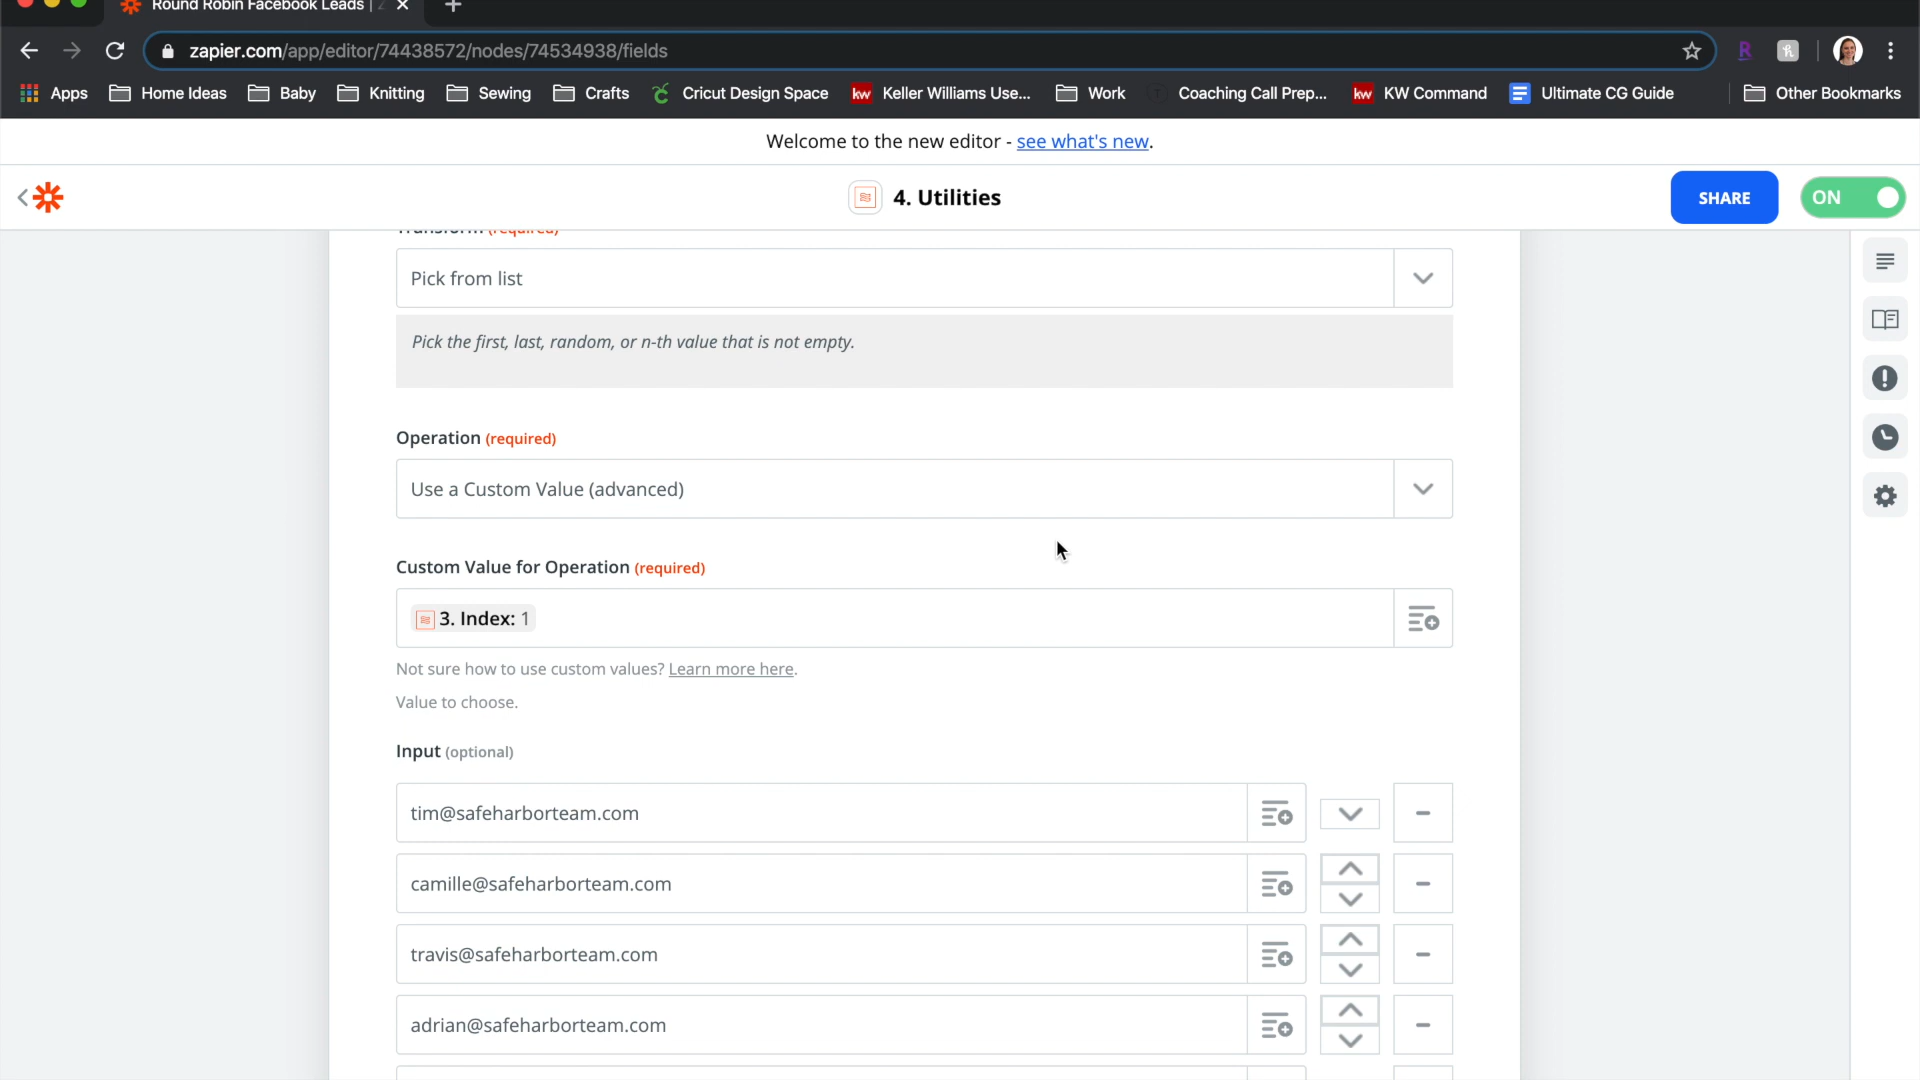 Round Robin Facebook Leads |
zapier.com/app/editor/74438572/nodes/74534938/fields
Apps Home Ideas Baby Knitting Sewing Crafts Cricut Design Space kw Keller Williams Use... Work Coaching Call Prep... kw KW Command Ultimate CG Guide Other Bookmarks
Welcome to the new editor - see what's new.
4. Utilities
SHARE
ON
Transform (required)
Pick from list
Pick the first, last, random, or n-th value that is not empty.
Operation (required)
Use a Custom Value (advanced)
Custom Value for Operation (required)
3. Index: 1
Not sure how to use custom values? Learn more here.
Value to choose.
Input (optional)
tim@safeharborteam.com
camille@safeharborteam.com
travis@safeharborteam.com
adrian@safeharborteam.com